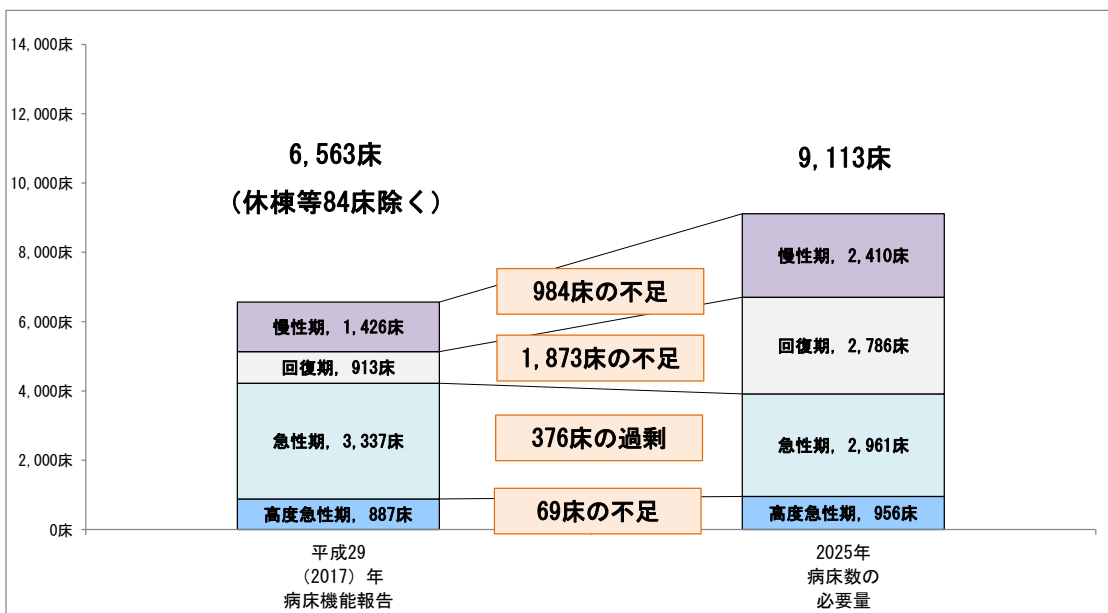 14,000床
12,000床
10,000床
8,000床
6,000床
4,000床
2,000床
0床
6,563床
（休棟等84床除く）
9,113床
慢性期, 1,426床
回復期, 913床
急性期, 3,337床
高度急性期, 887床
984床の不足
1,873床の不足
376床の過剰
69床の不足
慢性期, 2,410床
回復期, 2,786床
急性期, 2,961床
高度急性期, 956床
平成29
（2017）年
病床機能報告
2025年
病床数の
必要量